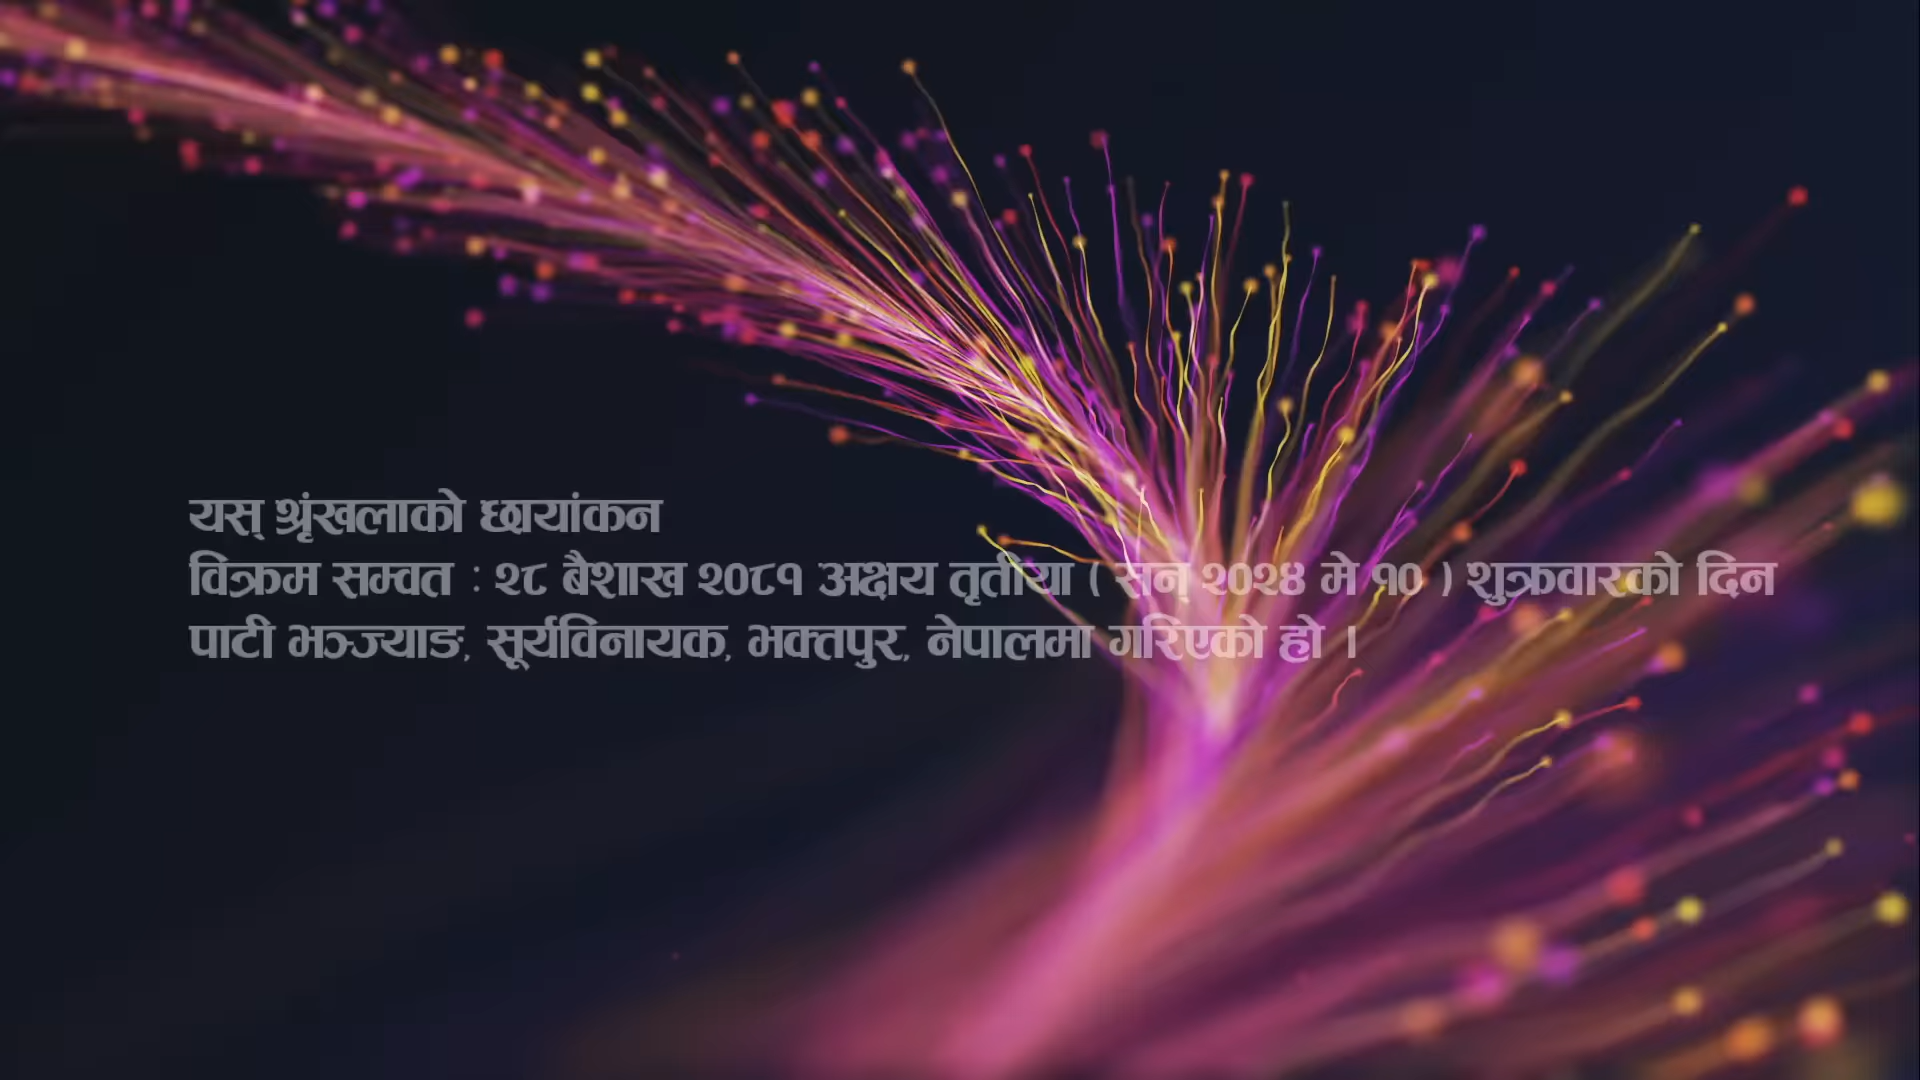 यस् श्रृंखलाको छायांकन
विक्रम सम्वत : २८ बैशाख २०८१ अक्षय तृतीया ( सन् २०२४ मे १० ) शुक्रवारको दिन
पाटी भञ्ज्याङ, सूर्यविनायक, भक्तपुर, नेपालमा गरिएको हो ।